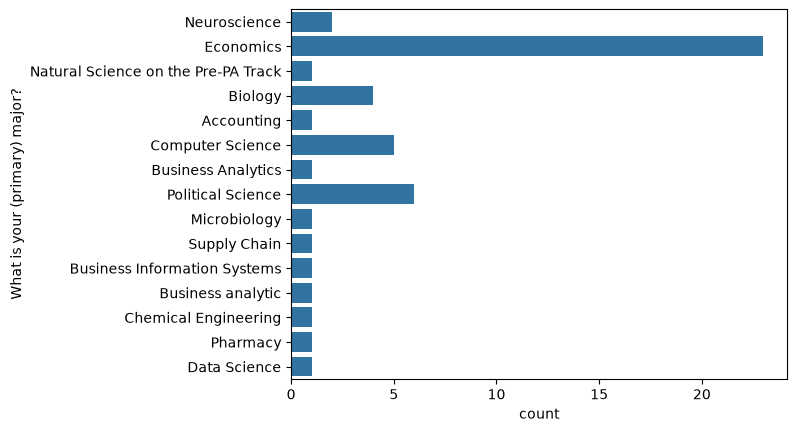 What is your (primary) major?
Neuroscience
Economics
Natural Science on the Pre-PA Track
Biology
Accounting
Computer Science
Business Analytics
Political Science
Microbiology
Supply Chain
Business Information Systems
Business analytic
Chemical Engineering
Pharmacy
Data Science
0 5 10 15 20
count